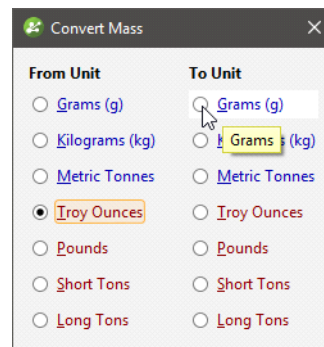 Convert Mass
From Unit To Unit
Grams (g) Grams (g)
Kilograms (kg) Grams (kg)
Metric Tonnes Metric Tonnes
Troy Ounces Troy Ounces
Pounds Pounds
Short Tons Short Tons
Long Tons Long Tons